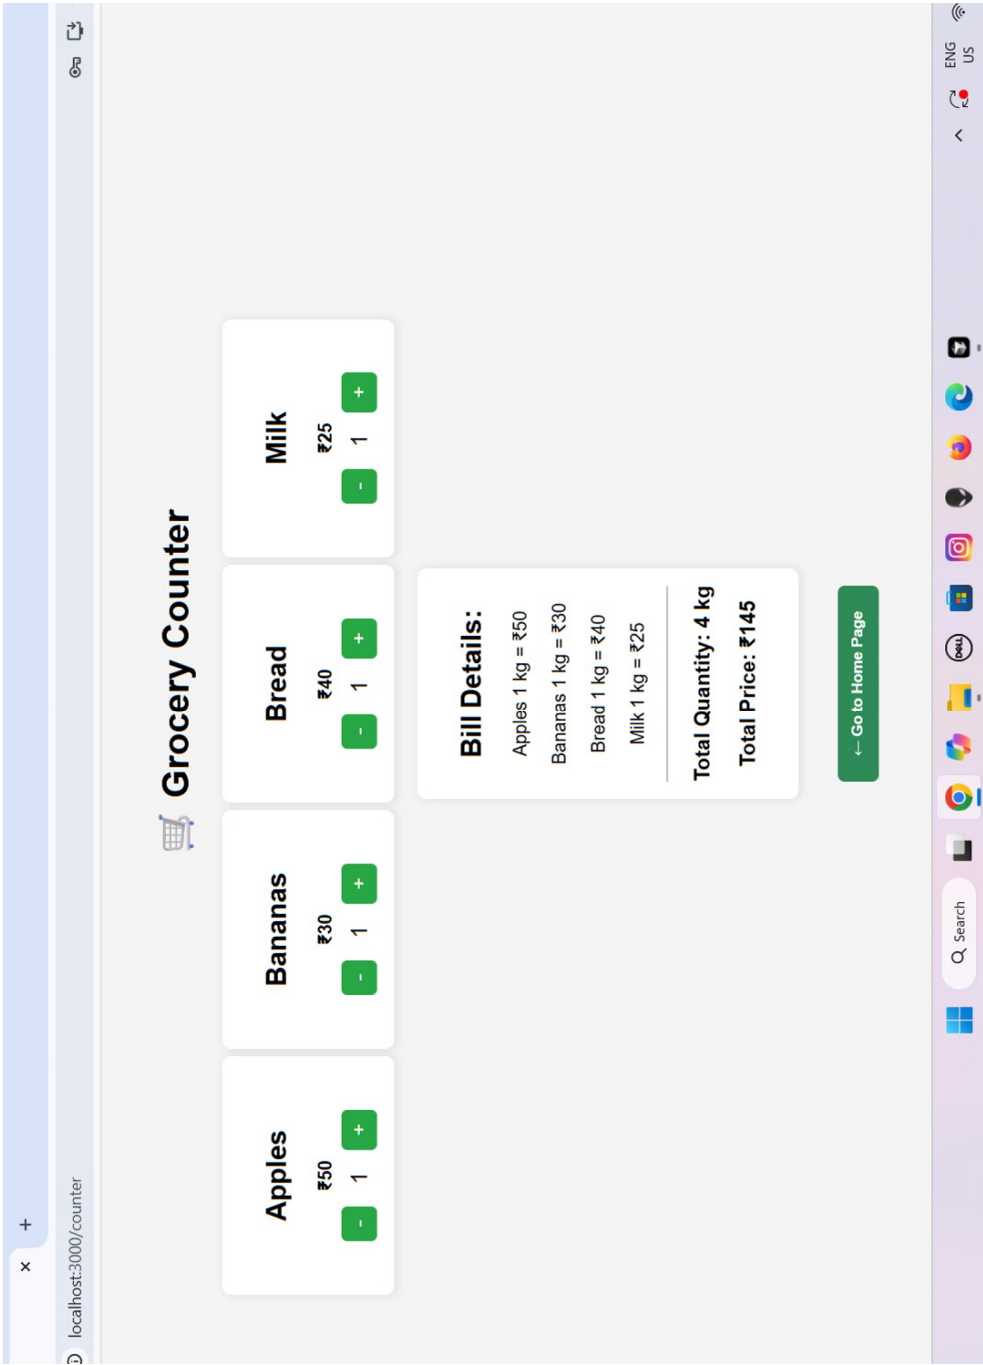 localhost:3000/counter
Grocery Counter
Apples
₹50
- 1 +
Bananas
₹30
- 1 +
Bread
₹40
- 1 +
Milk
₹25
- 1 +
Bill Details:
Apples 1 kg = ₹50
Bananas 1 kg = ₹30
Bread 1 kg = ₹40
Milk 1 kg = ₹25
Total Quantity: 4 kg
Total Price: ₹145
← Go to Home Page
Search
DELL
ENG
US